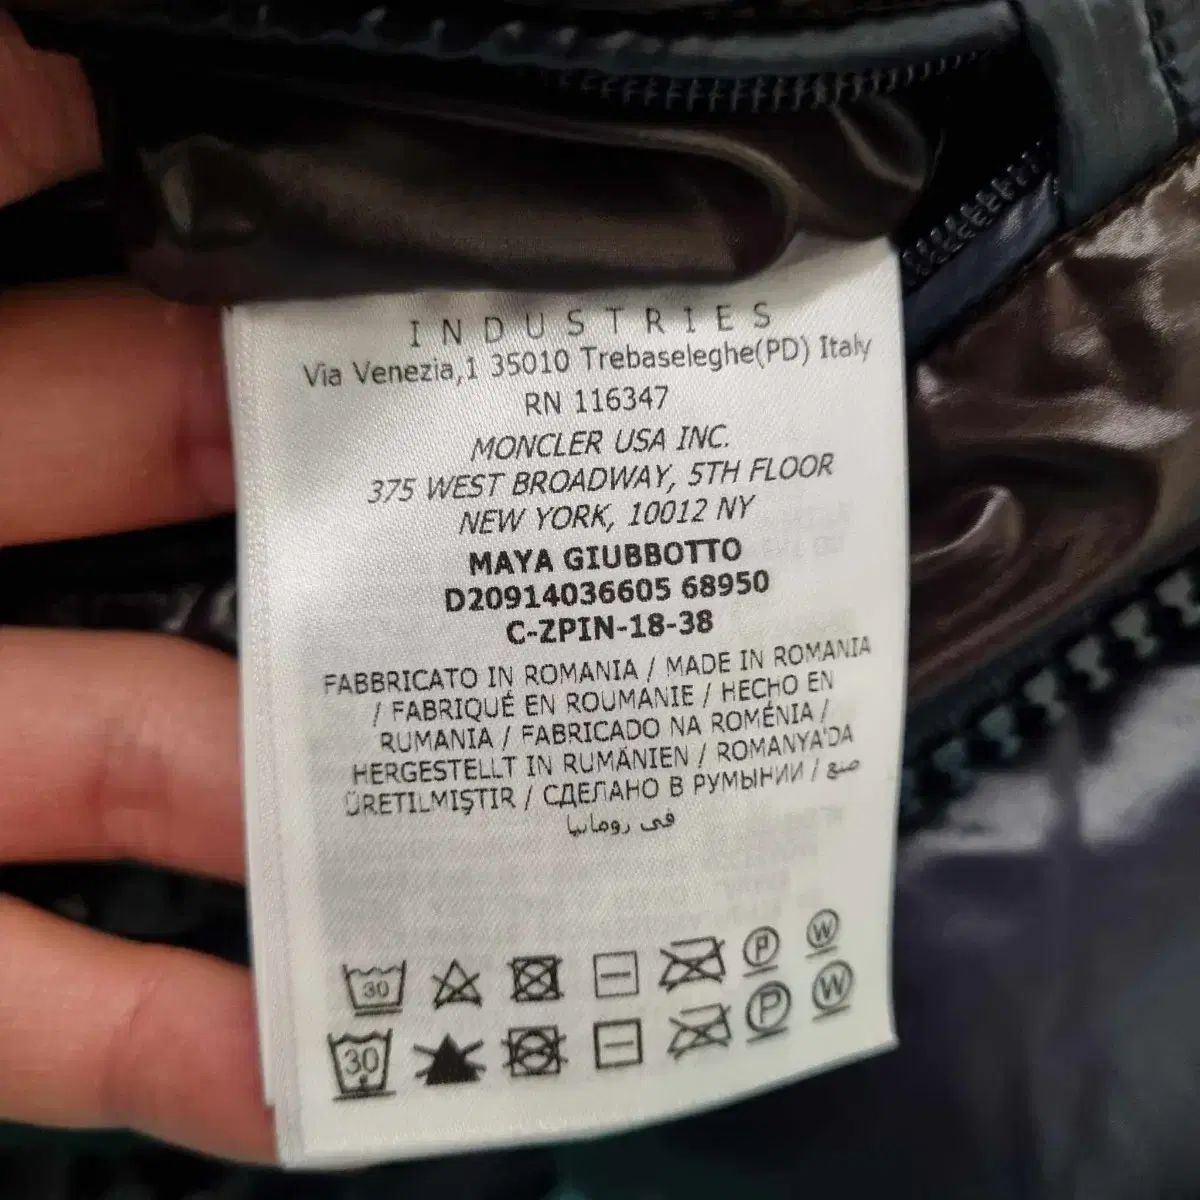 INDUSTRIES
Via Venezia,1 35010 Trebaseleghe(PD) Italy
RN 116347
MONCLER USA INC.
375 WEST BROADWAY, 5TH FLOOR
NEW YORK, 10012 NY
MAYA GIUBBOTTO
D20914036605 68950
C-ZPIN-18-38
FABBRICATO IN ROMANIA / MADE IN ROMANIA
/ FABRIQUÉ EN ROUMANIE / HECHO EN
RUMANIA / FABRICADO NA ROMÉNIA /
HERGESTELLT IN RUMÄNIEN / ROMANYA'DA
ÜRETILMIŞTIR / СДЕЛАНО В РУМЫНИИ / صنع
في رومانيا
30 P W
30 P W